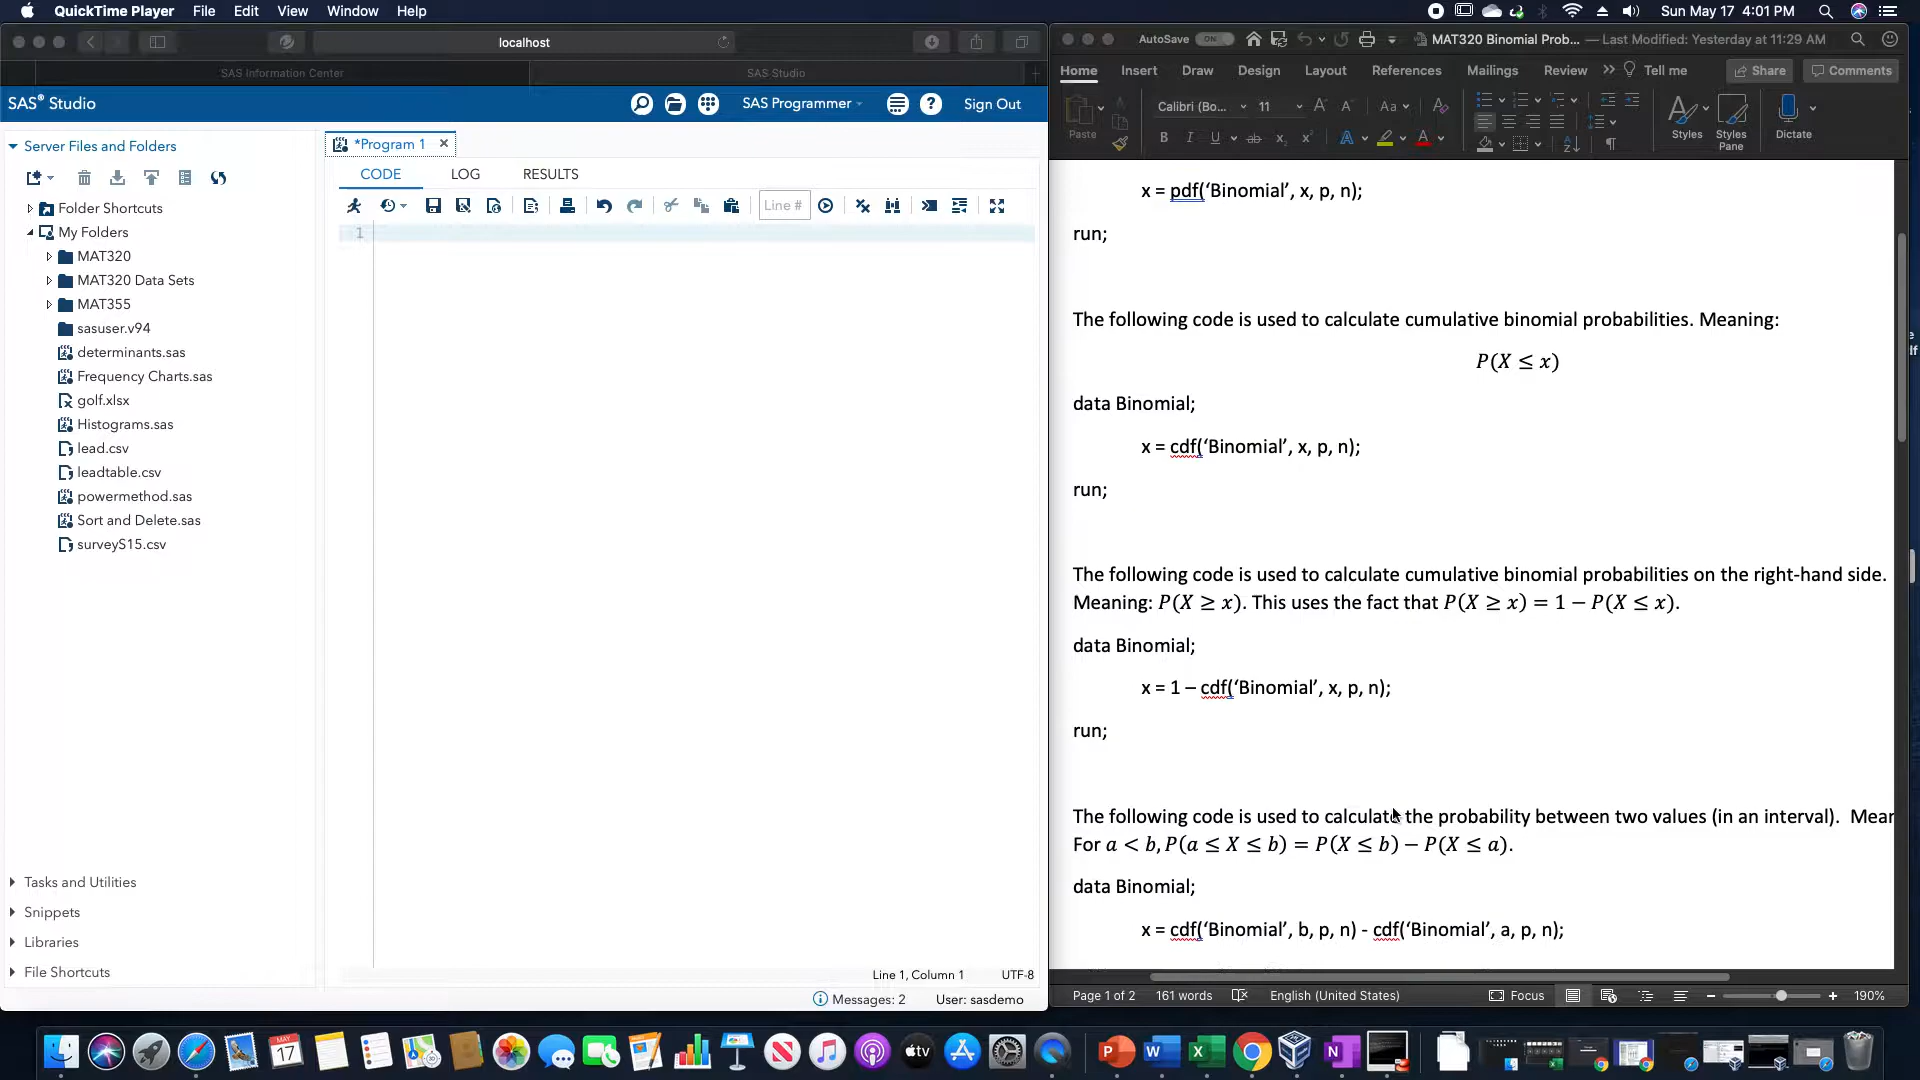 QuickTime Player File Edit View Window Help
Sun May 17 4:01 PM
localhost
SAS Information Center
SAS Studio
SAS® Studio
SAS Programmer
Sign Out
Server Files and Folders
Folder Shortcuts
My Folders
MAT320
MAT320 Data Sets
MAT355
sasuser.v94
determinants.sas
Frequency Charts.sas
golf.xlsx
Histograms.sas
lead.csv
leadtable.csv
powermethod.sas
Sort and Delete.sas
surveyS15.csv
Tasks and Utilities
Snippets
Libraries
File Shortcuts
*Program 1
CODE LOG RESULTS
Line #
1
Line 1, Column 1 UTF-8
Messages: 2 User: sasdemo
AutoSave ON
MAT320 Binomial Prob... — Last Modified: Yesterday at 11:29 AM
Home Insert Draw Design Layout References Mailings Review Tell me Share Comments
Paste
Calibri (Bo... 11
Styles
Styles Pane
Dictate
x = pdf(‘Binomial’, x, p, n);
run;
The following code is used to calculate cumulative binomial probabilities. Meaning:
P(X ≤ x)
data Binomial;
x = cdf(‘Binomial’, x, p, n);
run;
The following code is used to calculate cumulative binomial probabilities on the right-hand side.
Meaning: P(X ≥ x). This uses the fact that P(X ≥ x) = 1 − P(X ≤ x).
data Binomial;
x = 1 – cdf(‘Binomial’, x, p, n);
run;
The following code is used to calculate the probability between two values (in an interval). Mear
For a < b, P(a ≤ X ≤ b) = P(X ≤ b) − P(X ≤ a).
data Binomial;
x = cdf(‘Binomial’, b, p, n) - cdf(‘Binomial’, a, p, n);
Page 1 of 2 161 words English (United States) Focus 190%
MAY
17
tv